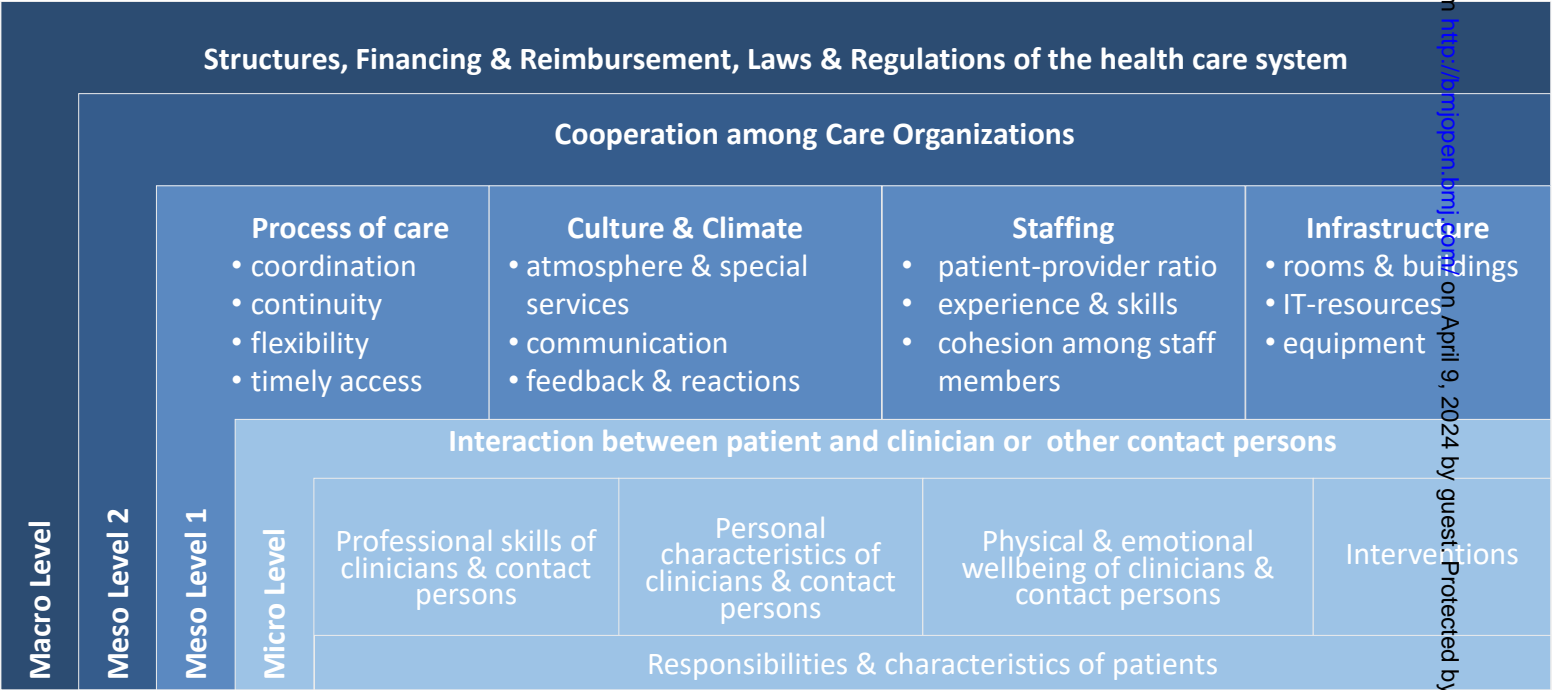 Structures, Financing & Reimbursement, Laws & Regulations of the health care system
Cooperation among Care Organizations
Process of care
• coordination
• continuity
• flexibility
• timely access
Culture & Climate
• atmosphere & special
services
• communication
• feedback & reactions
Staffing
• patient-provider ratio
• experience & skills
• cohesion among staff
members
Infrastructure
• rooms & buildings
• IT-resources
• equipment
Interaction between patient and clinician or other contact persons
Professional skills of
clinicians & contact
persons
Personal
characteristics of
clinicians & contact
persons
Physical & emotional
wellbeing of clinicians &
contact persons
Interventions
Responsibilities & characteristics of patients
Macro Level
Meso Level 2
Meso Level 1
Micro Level
http://bmjopen.bmj.com/ on April 9, 2024 by guest. Protected by